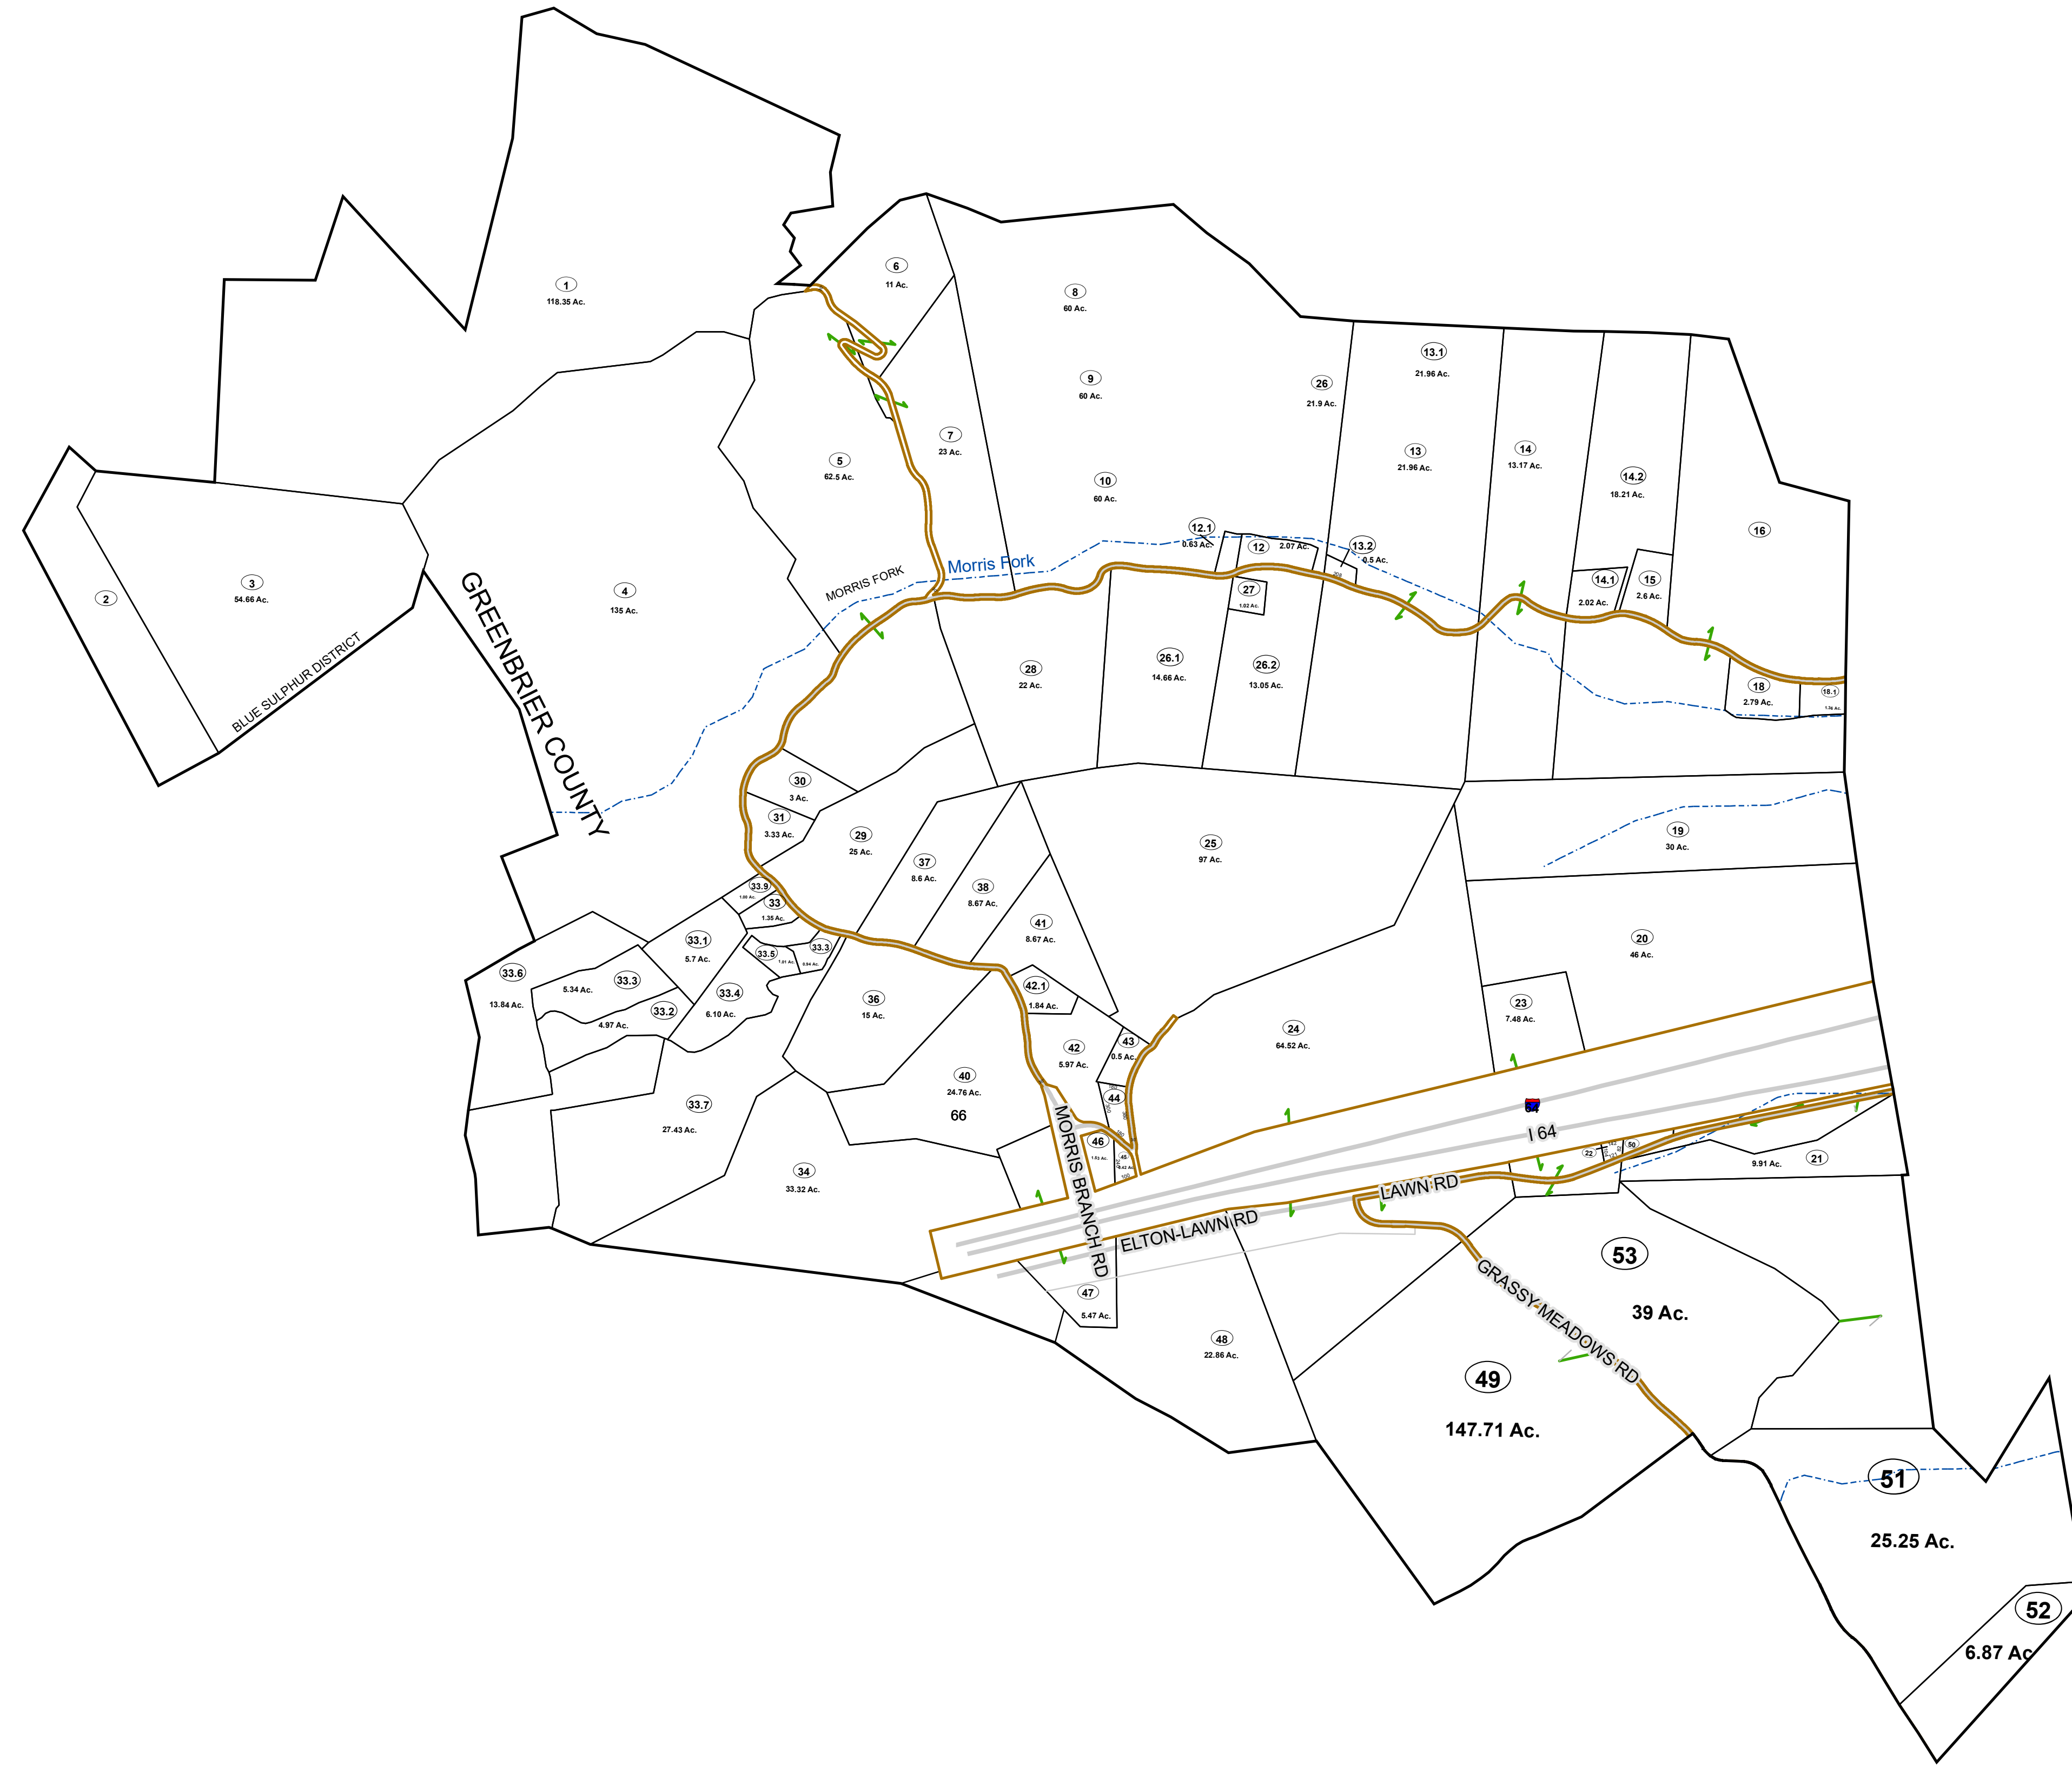 1
118.35 Ac.
6
11 Ac.
8
60 Ac.
13.1
21.96 Ac.
9
60 Ac.
26
21.9 Ac.
7
23 Ac.
5
62.5 Ac.
10
60 Ac.
13
21.96 Ac.
14
13.17 Ac.
14.2
18.21 Ac.
16
12.1
0.63 Ac.
12
2.07 Ac.
13.2
0.5 Ac.
Morris Fork
MORRIS FORK
27
1.02 Ac.
14.1
2.02 Ac.
15
2.6 Ac.
2
3
54.66 Ac.
4
135 Ac.
GREENBRIER COUNTY
BLUE SULPHUR DISTRICT
28
22 Ac.
26.1
14.66 Ac.
26.2
13.05 Ac.
18
2.79 Ac.
18.1
30
3 Ac.
31
3.33 Ac.
29
25 Ac.
25
97 Ac.
19
30 Ac.
37
8.6 Ac.
38
8.67 Ac.
33.9
33
1.35 Ac.
41
8.67 Ac.
20
46 Ac.
33.1
5.7 Ac.
33.5
1.01 Ac.
33.3
0.94 Ac.
33.6
13.84 Ac.
33.3
5.34 Ac.
33.2
4.97 Ac.
33.4
6.10 Ac.
36
15 Ac.
42.1
1.84 Ac.
23
7.48 Ac.
24
64.52 Ac.
43
0.5 Ac.
42
5.97 Ac.
40
24.76 Ac.
66
44
33.7
27.43 Ac.
46
45
64
I 64
22
50
21
9.91 Ac.
34
33.32 Ac.
MORRIS BRANCH RD
LAWN RD
ELTON-LAWN RD
GRASSY MEADOWS RD
47
5.47 Ac.
48
22.86 Ac.
53
39 Ac.
49
147.71 Ac.
51
25.25 Ac.
52
6.87 Ac